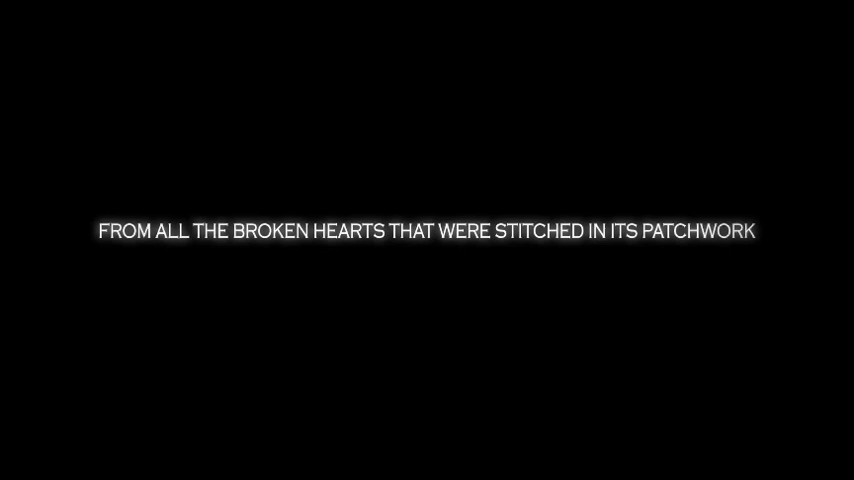 FROM ALL THE BROKEN HEARTS THAT WERE STITCHED IN ITS PATCHWORK